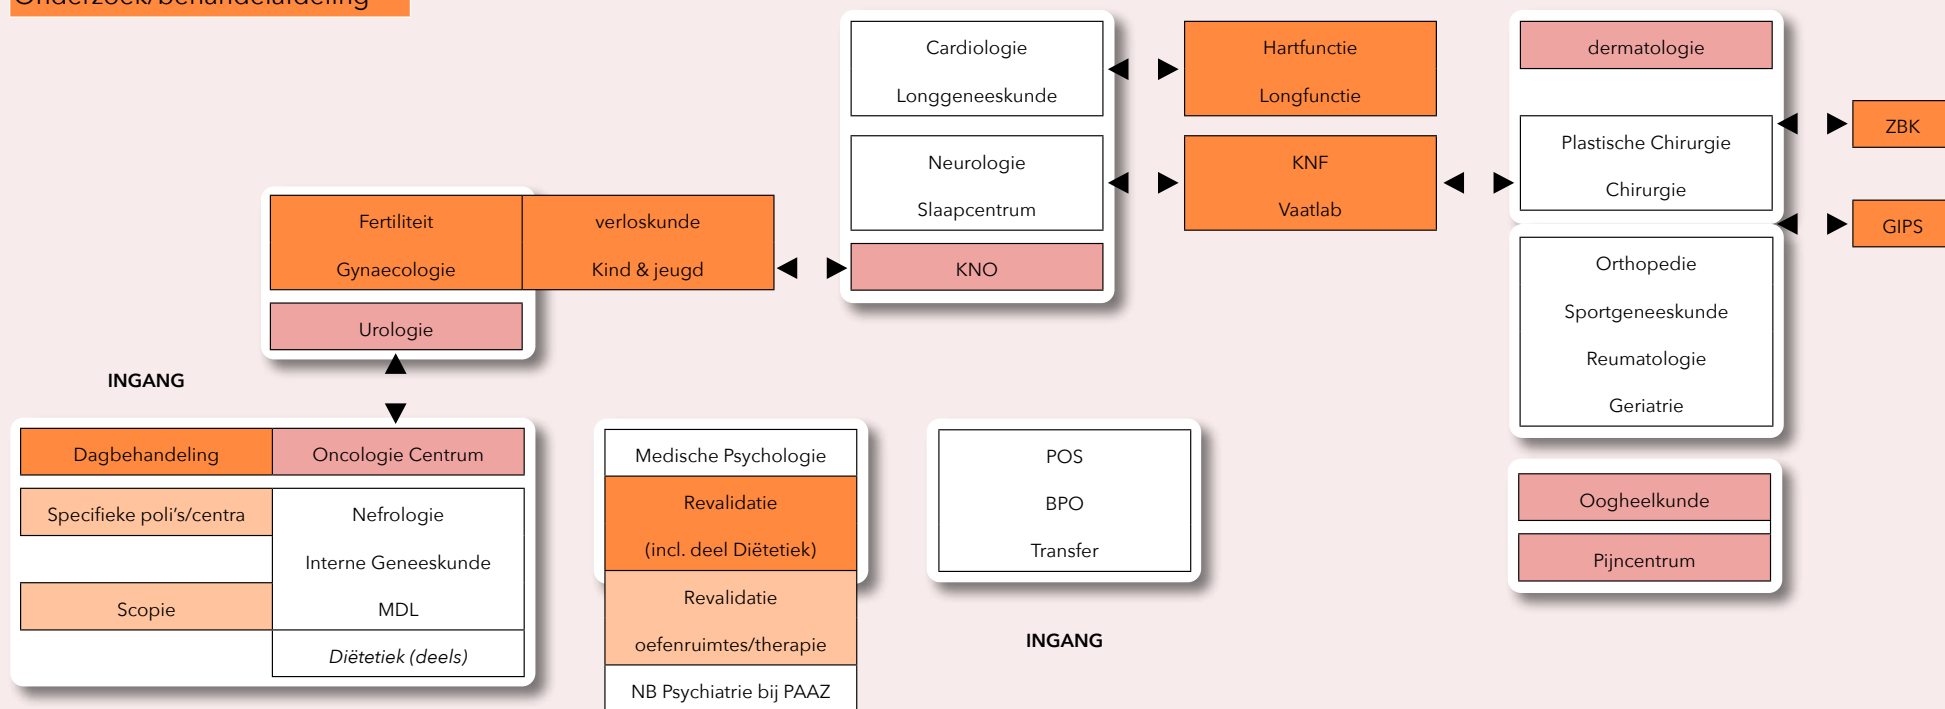 Onderzoek/behandelafdeling
Cardiologie
Longgeneeskunde
Hartfunctie
Longfunctie
dermatologie
Plastische Chirurgie
Chirurgie
ZBK
GIPS
Neurologie
Slaapcentrum
KNF
Vaatlab
KNO
Fertiliteit
Gynaecologie
verloskunde
Kind & jeugd
Urologie
Orthopedie
Sportgeneeskunde
Reumatologie
Geriatrie
INGANG
Dagbehandeling
Oncologie Centrum
Specifieke poli's/centra
Nefrologie
Interne Geneeskunde
Scopie
MDL
Diëtetiek (deels)
Medische Psychologie
Revalidatie
(incl. deel Diëtetiek)
Revalidatie
oefenruimtes/therapie
NB Psychiatrie bij PAAZ
POS
BPO
Transfer
INGANG
Oogheelkunde
Pijncentrum